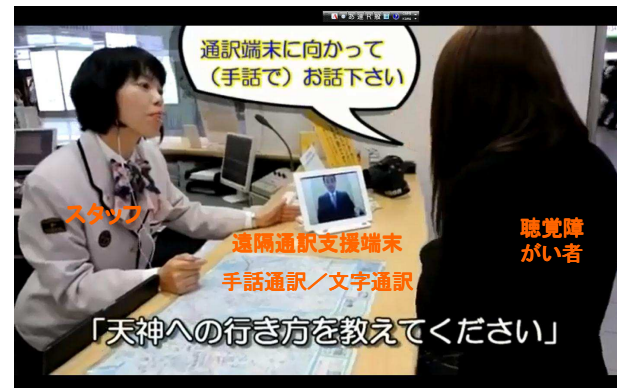 通訳端末に向かって
（手話で）お話下さい
スタッフ
聴覚障
がい者
遠隔通訳支援端末
手話通訳／文字通訳
「天神への行き方を教えてください」